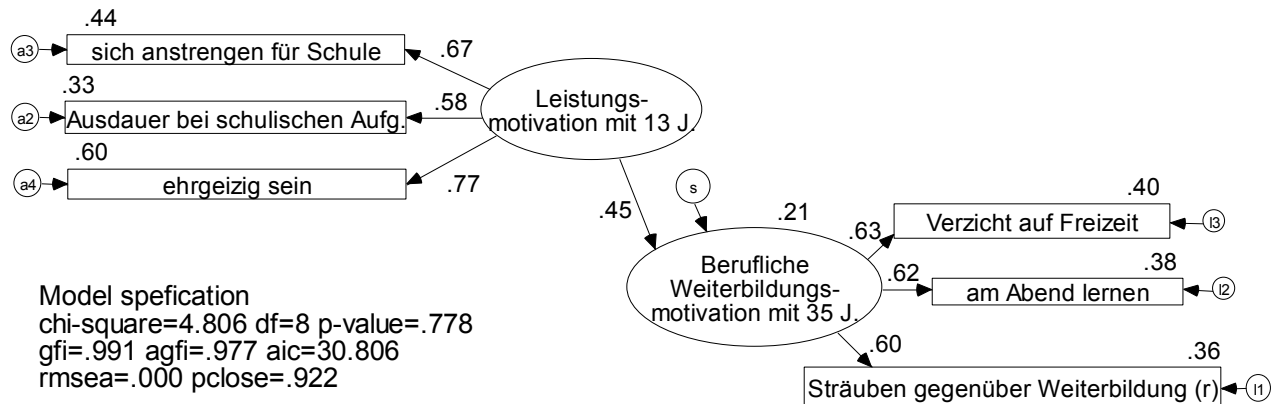 .44
a3
sich anstrengen für Schule
.67
.33
a2
Ausdauer bei schulischen Aufg.
.58
.60
a4
ehrgeizig sein
.77
Leistungs-
motivation mit 13 J.
.45
s
.21
Berufliche
Weiterbildungs-
motivation mit 35 J.
.63
.40
Verzicht auf Freizeit
l3
.62
.38
am Abend lernen
l2
.60
.36
Sträuben gegenüber Weiterbildung (r)
l1
Model spefication
chi-square=4.806 df=8 p-value=.778
gfi=.991 agfi=.977 aic=30.806
rmsea=.000 pclose=.922